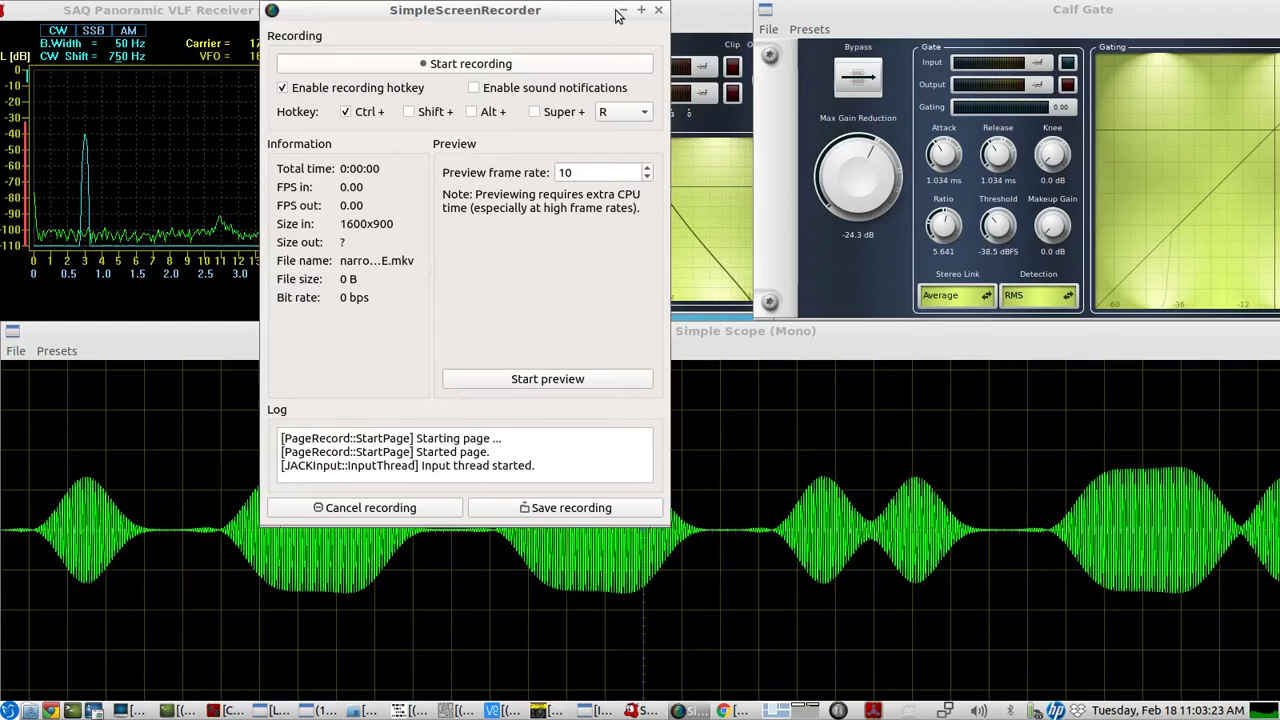 SAQ Panoramic VLF Receiver
CW SSB AM
B.Width = 50 Hz Carrier = 17
CW Shift = 750 Hz VFO = 16
L [dB]
0
-10
-20
-30
-40
-50
-60
-70
-80
-90
-100
-110
0 1 2 3 4 5 6 7 8 9 10 11 12
0 0.5 1.0 1.5 2.0 2.5 3.0
SimpleScreenRecorder
Recording
Start recording
Enable recording hotkey
Enable sound notifications
Hotkey: Ctrl + Shift + Alt + Super + R
Information
Total time: 0:00:00
FPS in: 0.00
FPS out: 0.00
Size in: 1600x900
Size out: ?
File name: narro...E.mkv
File size: 0 B
Bit rate: 0 bps
Preview
Preview frame rate: 10
Note: Previewing requires extra CPU
time (especially at high frame rates).
Start preview
Log
[PageRecord::StartPage] Starting page ...
[PageRecord::StartPage] Started page.
[JACKInput::InputThread] Input thread started.
Cancel recording
Save recording
Clip
Calf Gate
File Presets
Bypass
Max Gain Reduction
-24.3 dB
Gate
Input -inf
Output -inf
Gating 0.00
Attack Release Knee
1.034 ms 1.034 ms 0.0 dB
Ratio Threshold Makeup Gain
5.641 -38.5 dBFS 0.0 dB
Stereo Link Detection
Average RMS
Gating
-60 -36 -12
Simple Scope (Mono)
File Presets
Tuesday, Feb 18 11:03:23 AM